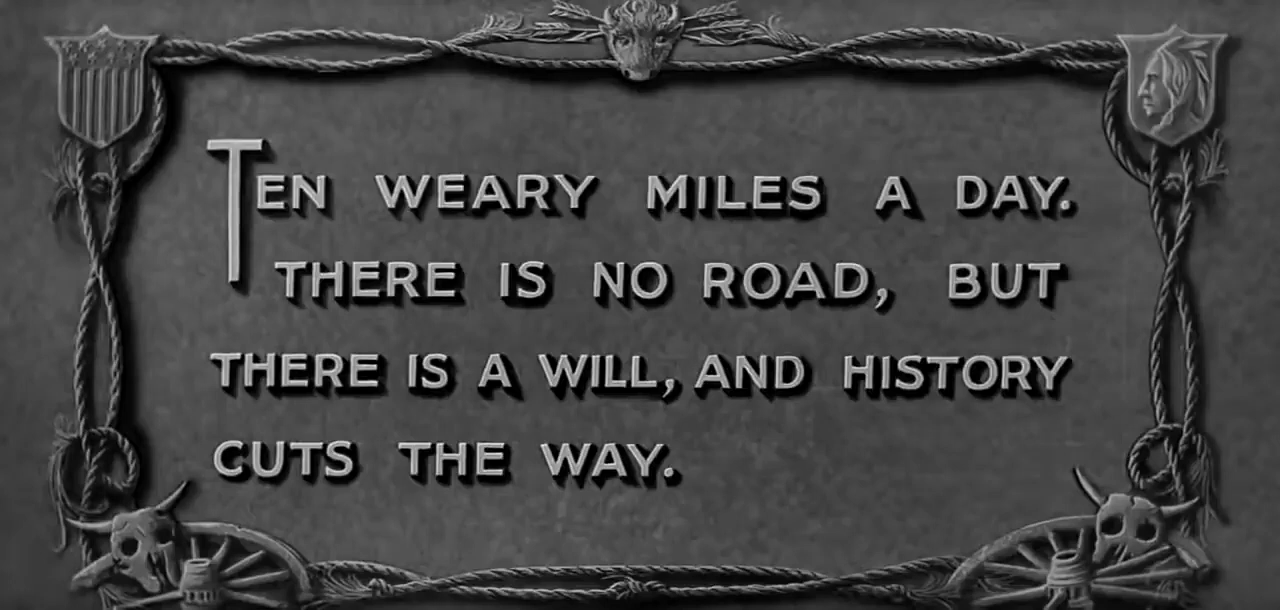 TEN WEARY MILES A DAY.
THERE IS NO ROAD, BUT
THERE IS A WILL, AND HISTORY
CUTS THE WAY.